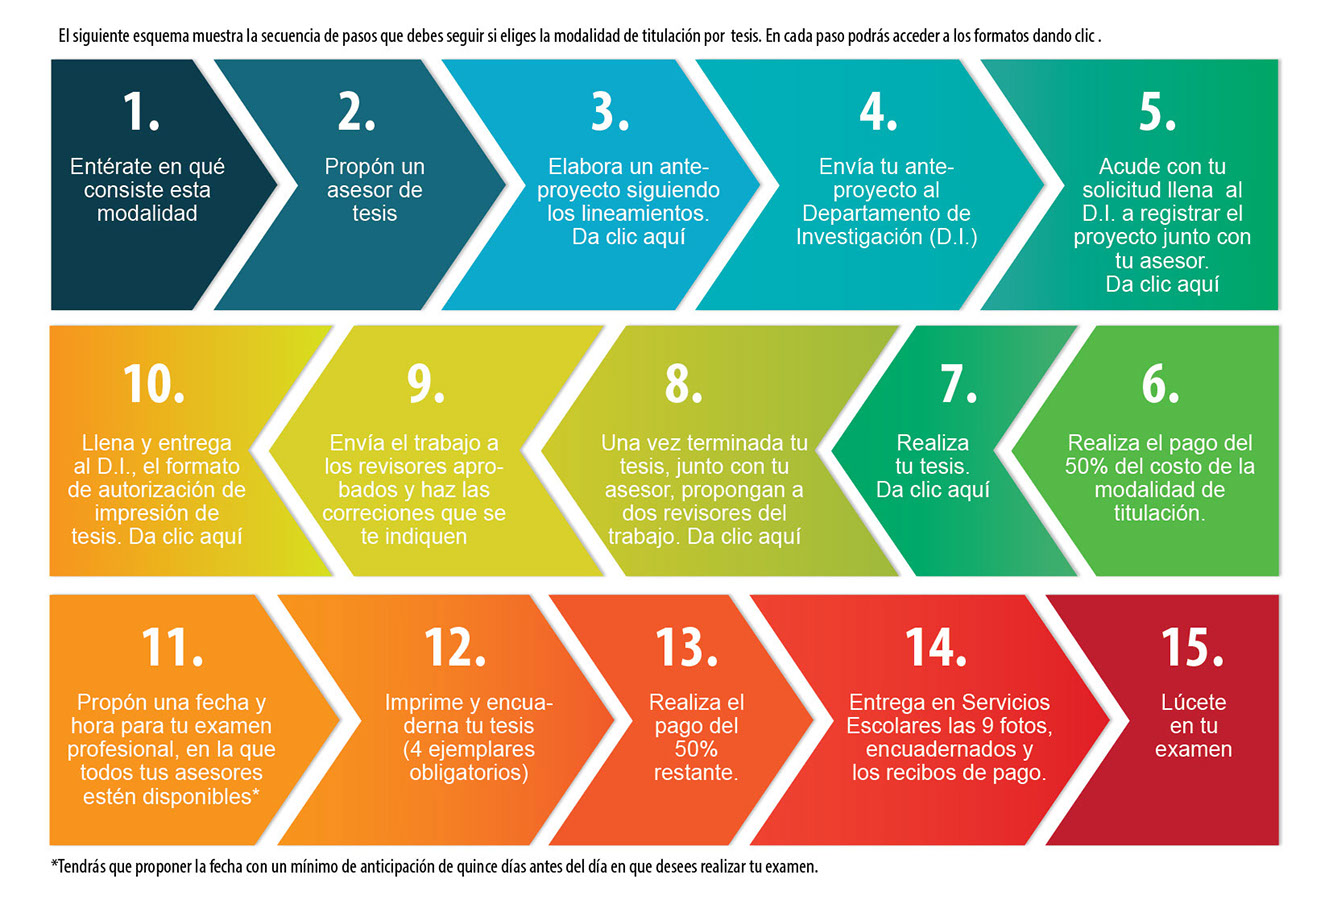 El siguiente esquema muestra la secuencia de pasos que debes seguir si eliges la modalidad de titulación por tesis. En cada paso podrás acceder a los formatos dando clic .
1.
Entérate en qué
consiste esta
modalidad
2.
Propón un
asesor de
tesis
3.
Elabora un ante-
proyecto siguiendo
los lineamientos.
Da clic aquí
4.
Envía tu ante-
proyecto al
Departamento de
Investigación (D.I.)
5.
Acude con tu
solicitud llena al
D.I. a registrar el
proyecto junto con
tu asesor.
Da clic aquí
6.
Realiza el pago del
50% del costo de la
modalidad de
titulación.
7.
Realiza
tu tesis.
Da clic aquí
8.
Una vez terminada tu
tesis, junto con tu
asesor, propongan a
dos revisores del
trabajo. Da clic aquí
9.
Envía el trabajo a
los revisores apro-
bados y haz las
correciones que se
te indiquen
10.
Llena y entrega
al D.I., el formato
de autorización de
impresión de
tesis. Da clic aquí
11.
Propón una fecha y
hora para tu examen
profesional, en la que
todos tus asesores
estén disponibles*
12.
Imprime y encua-
derna tu tesis
(4 ejemplares
obligatorios)
13.
Realiza el
pago del
50%
restante.
14.
Entrega en Servicios
Escolares las 9 fotos,
encuadernados y
los recibos de pago.
15.
Lúcete
en tu
examen
*Tendrás que proponer la fecha con un mínimo de anticipación de quince días antes del día en que desees realizar tu examen.